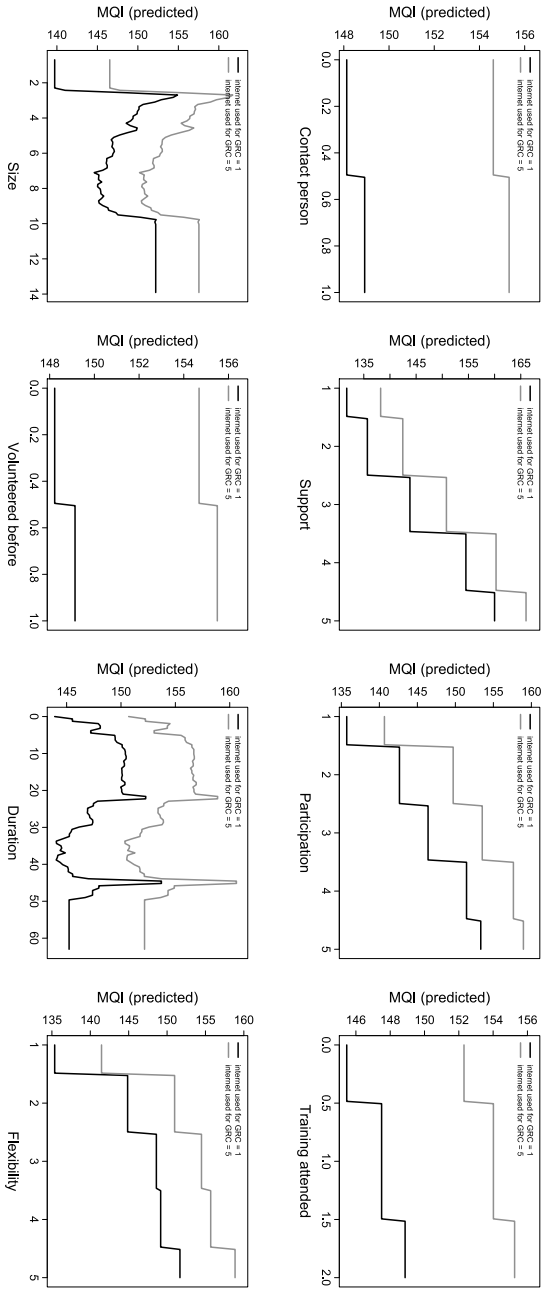 MQI (predicted)
148 150 152 154 156
internet used for GRC = 1
internet used for GRC = 5
0.0 0.2 0.4 0.6 0.8 1.0
Contact person
MQI (predicted)
135 145 155 165
internet used for GRC = 1
internet used for GRC = 5
1 2 3 4 5
Support
MQI (predicted)
135 140 145 150 155 160
internet used for GRC = 1
internet used for GRC = 5
1 2 3 4 5
Participation
MQI (predicted)
146 148 150 152 154 156
internet used for GRC = 1
internet used for GRC = 5
0.0 0.5 1.0 1.5 2.0
Training attended
MQI (predicted)
140 145 150 155 160
internet used for GRC = 1
internet used for GRC = 5
2 4 6 8 10 12 14
Size
MQI (predicted)
148 150 152 154 156
internet used for GRC = 1
internet used for GRC = 5
0.0 0.2 0.4 0.6 0.8 1.0
Volunteered before
MQI (predicted)
145 150 155 160
internet used for GRC = 1
internet used for GRC = 5
0 10 20 30 40 50 60
Duration
MQI (predicted)
135 140 145 150 155 160
internet used for GRC = 1
internet used for GRC = 5
1 2 3 4 5
Flexibility